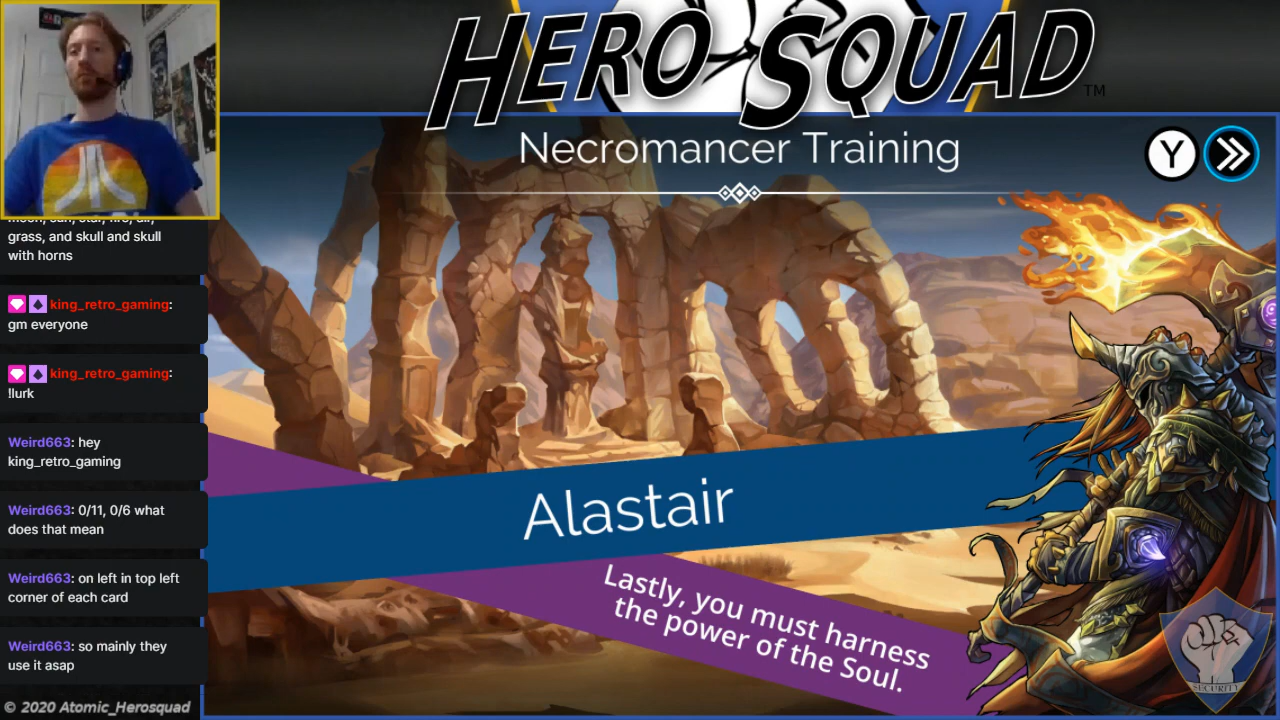 HERO SQUAD
TM
Necromancer Training
Y
grass, and skull and skull
with horns
king_retro_gaming:
gm everyone
king_retro_gaming:
!lurk
Weird663: hey
king_retro_gaming
Weird663: 0/11, 0/6 what
does that mean
Weird663: on left in top left
corner of each card
Weird663: so mainly they
use it asap
© 2020 Atomic_Herosquad
Alastair
Lastly, you must harness
the power of the Soul.
SECURITY